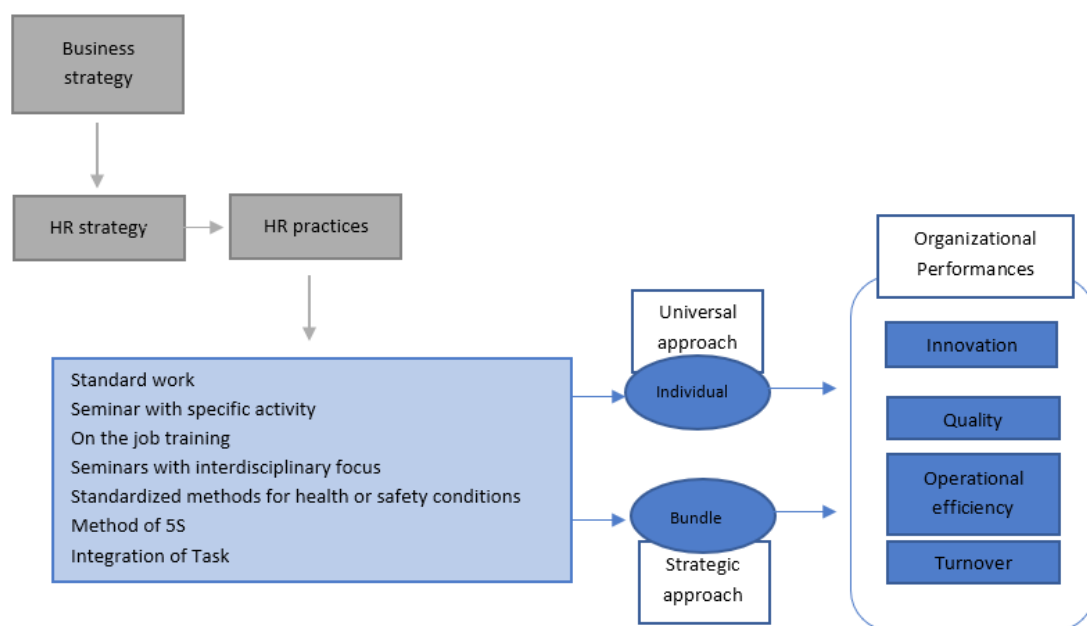 Business
strategy
HR strategy
HR practices
Standard work
Seminar with specific activity
On the job training
Seminars with interdisciplinary focus
Standardized methods for health or safety conditions
Method of 5S
Integration of Task
Universal
approach
Individual
Bundle
Strategic
approach
Organizational
Performances
Innovation
Quality
Operational
efficiency
Turnover